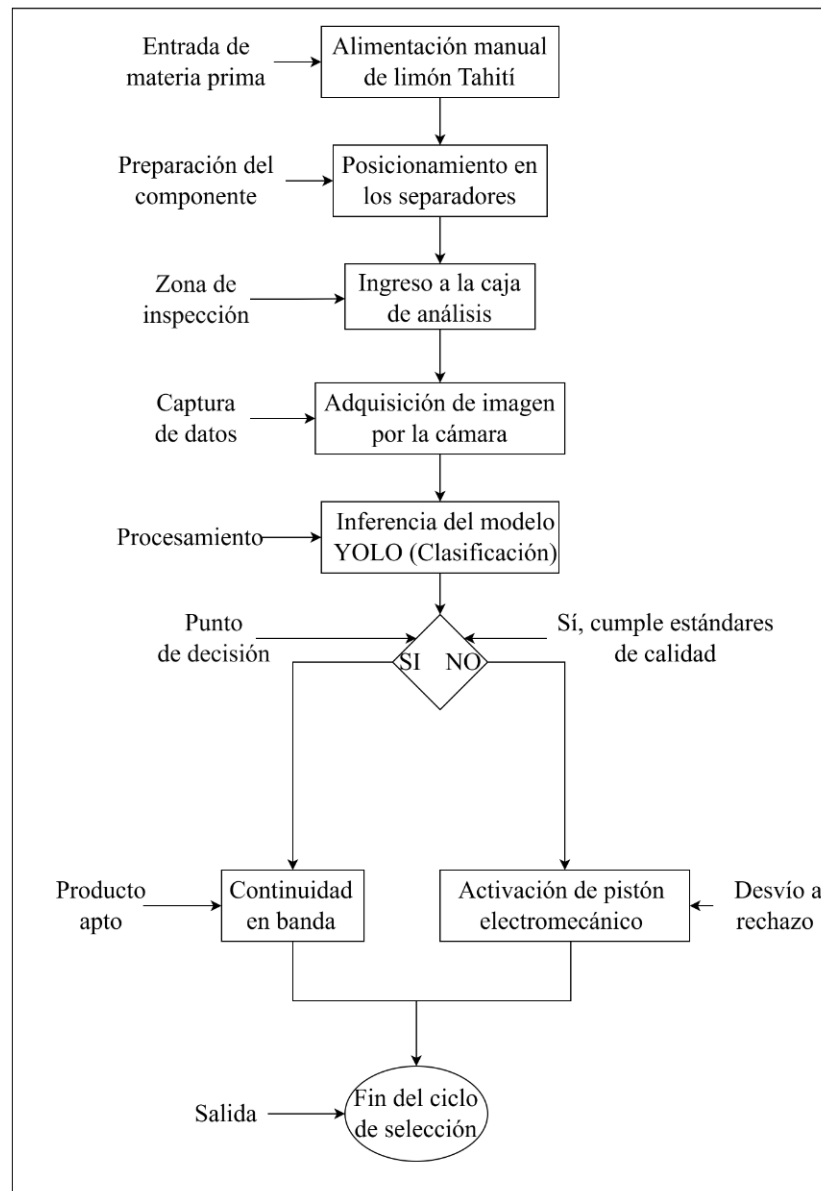 Entrada de
materia prima
Alimentación manual
de limón Tahití
Preparación del
componente
Posicionamiento en
los separadores
Zona de
inspección
Ingreso a la caja
de análisis
Captura
de datos
Adquisición de imagen
por la cámara
Procesamiento
Inferencia del modelo
YOLO (Clasificación)
Punto
de decisión
SI NO
Sí, cumple estándares
de calidad
Producto
apto
Continuidad
en banda
Activación de pistón
electromecánico
Desvío a
rechazo
Salida
Fin del ciclo
de selección